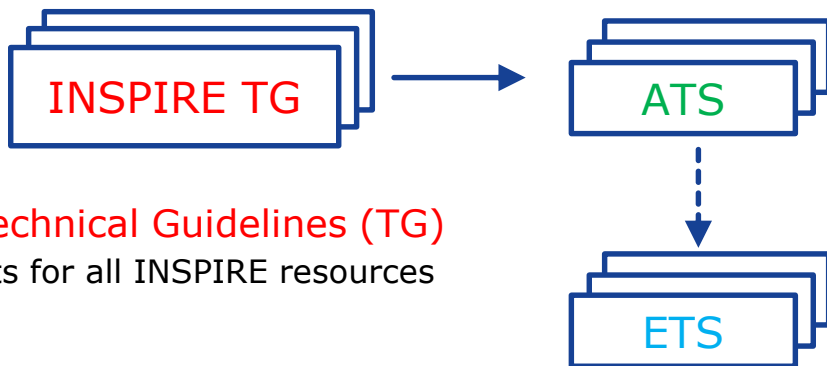 INSPIRE TG
ATS
echnical Guidelines (TG)
ts for all INSPIRE resources
ETS